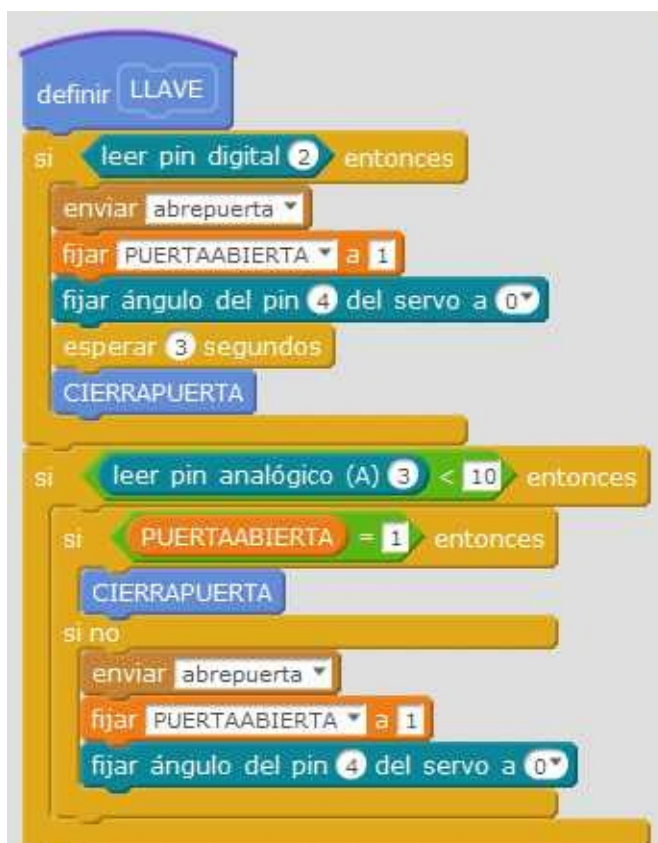 definir LLAVE
si leer pin digital 2 entonces
enviar abrepuerta
fijar PUERTAABIERTA a 1
fijar ángulo del pin 4 del servo a 0
esperar 3 segundos
CIERRAPUERTA
si leer pin analógico (A) 3 < 10 entonces
si PUERTAABIERTA = 1 entonces
CIERRAPUERTA
si no
enviar abrepuerta
fijar PUERTAABIERTA a 1
fijar ángulo del pin 4 del servo a 0